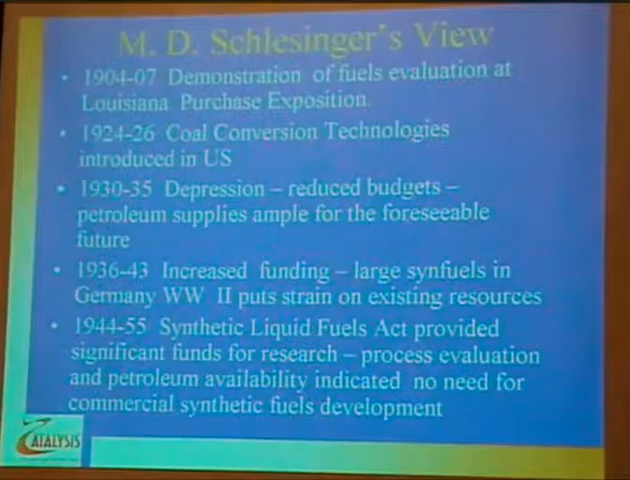 M. D. Schlesinger's View
• 1904-07 Demonstration of fuels evaluation at
Louisiana Purchase Exposition.
• 1924-26 Coal Conversion Technologies
introduced in US
• 1930-35 Depression – reduced budgets –
petroleum supplies ample for the foreseeable
future
• 1936-43 Increased funding – large synfuels in
Germany WW II puts strain on existing resources
• 1944-55 Synthetic Liquid Fuels Act provided
significant funds for research – process evaluation
and petroleum availability indicated no need for
commercial synthetic fuels development
CATALYSIS